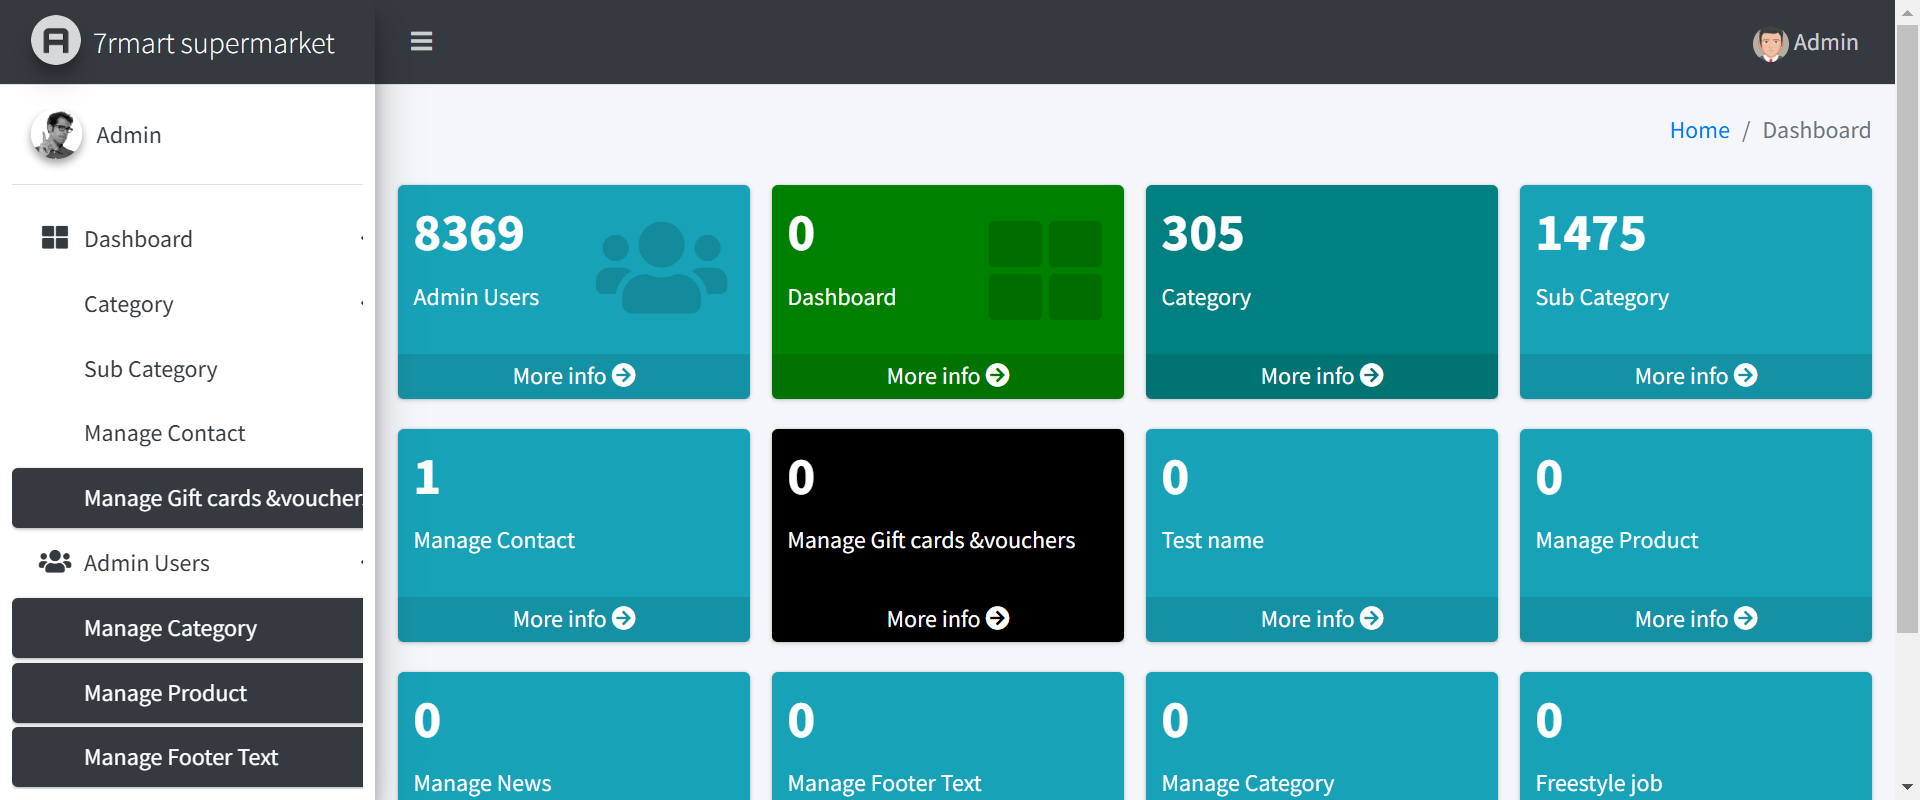 7rmart supermarket
Admin
Admin
Home / Dashboard
Dashboard
Category
Sub Category
Manage Contact
Manage Gift cards &voucher
Admin Users
Manage Category
Manage Product
Manage Footer Text
8369
Admin Users
More info
0
Dashboard
More info
305
Category
More info
1475
Sub Category
More info
1
Manage Contact
More info
0
Manage Gift cards &vouchers
More info
0
Test name
More info
0
Manage Product
More info
0
Manage News
0
Manage Footer Text
0
Manage Category
0
Freestyle job